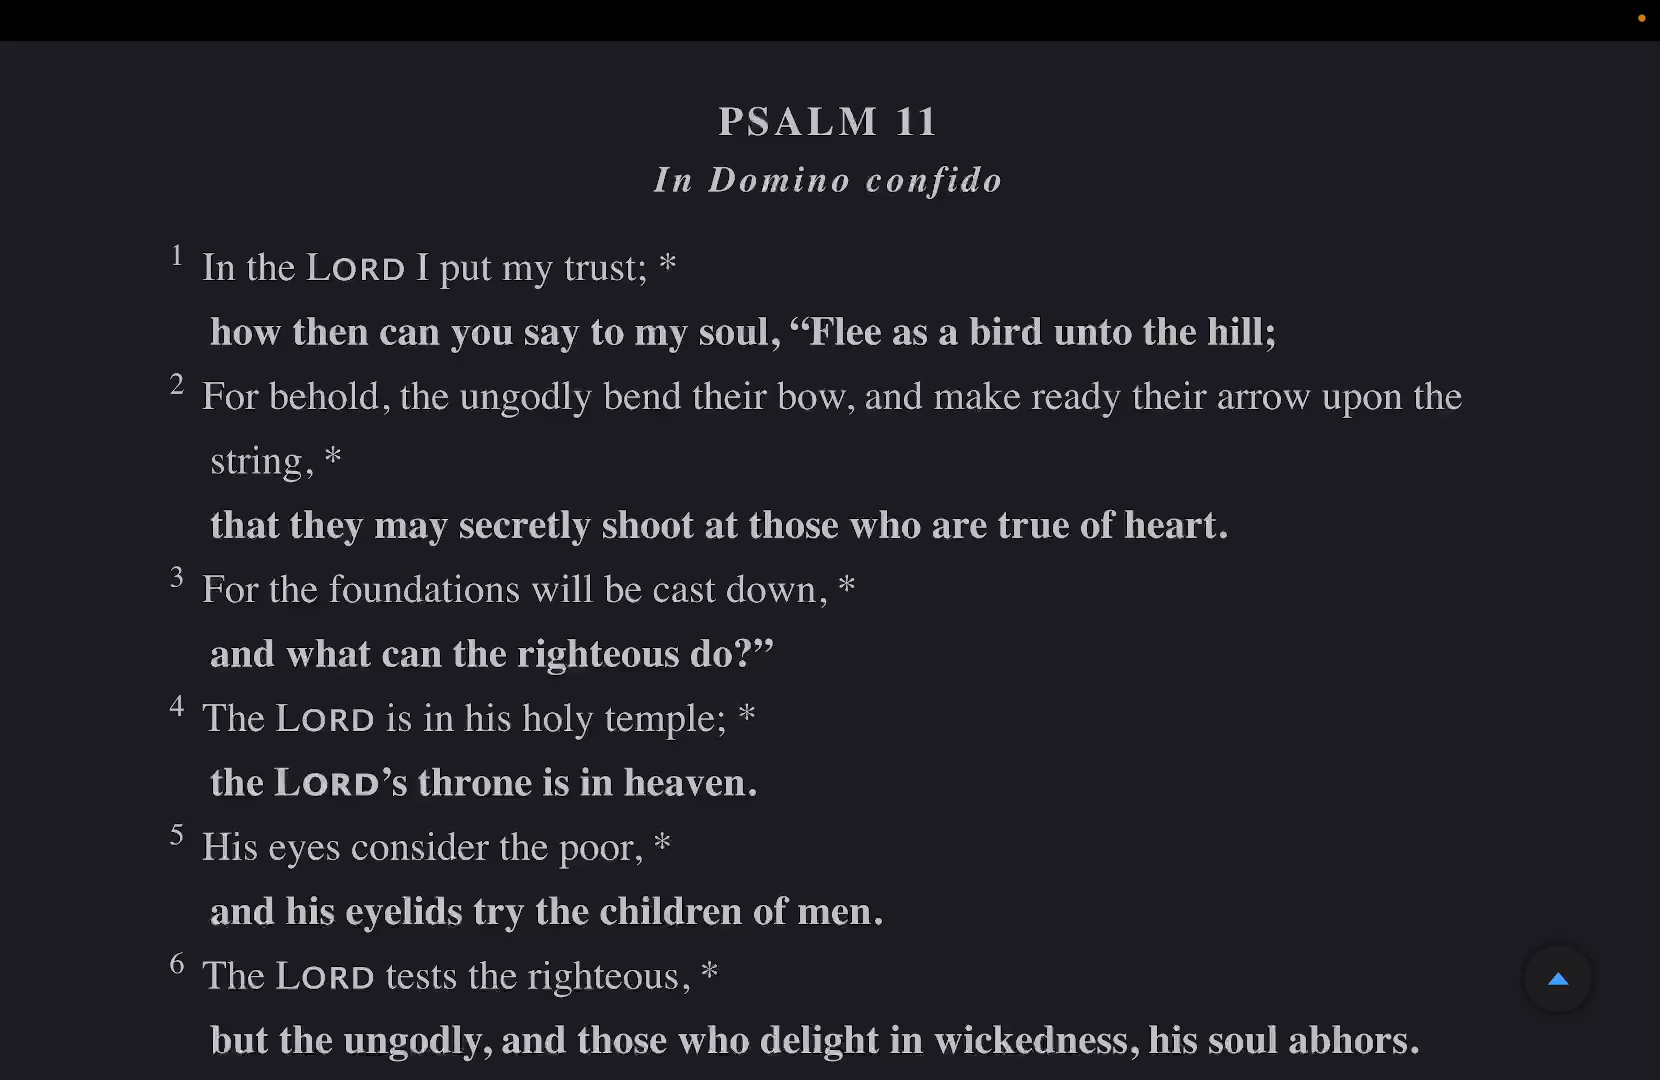 PSALM 11
In Domino confido
1 In the LORD I put my trust; *
how then can you say to my soul, “Flee as a bird unto the hill;
2 For behold, the ungodly bend their bow, and make ready their arrow upon the
string, *
that they may secretly shoot at those who are true of heart.
3 For the foundations will be cast down, *
and what can the righteous do?”
4 The LORD is in his holy temple; *
the LORD’s throne is in heaven.
5 His eyes consider the poor, *
and his eyelids try the children of men.
6 The LORD tests the righteous, *
but the ungodly, and those who delight in wickedness, his soul abhors.